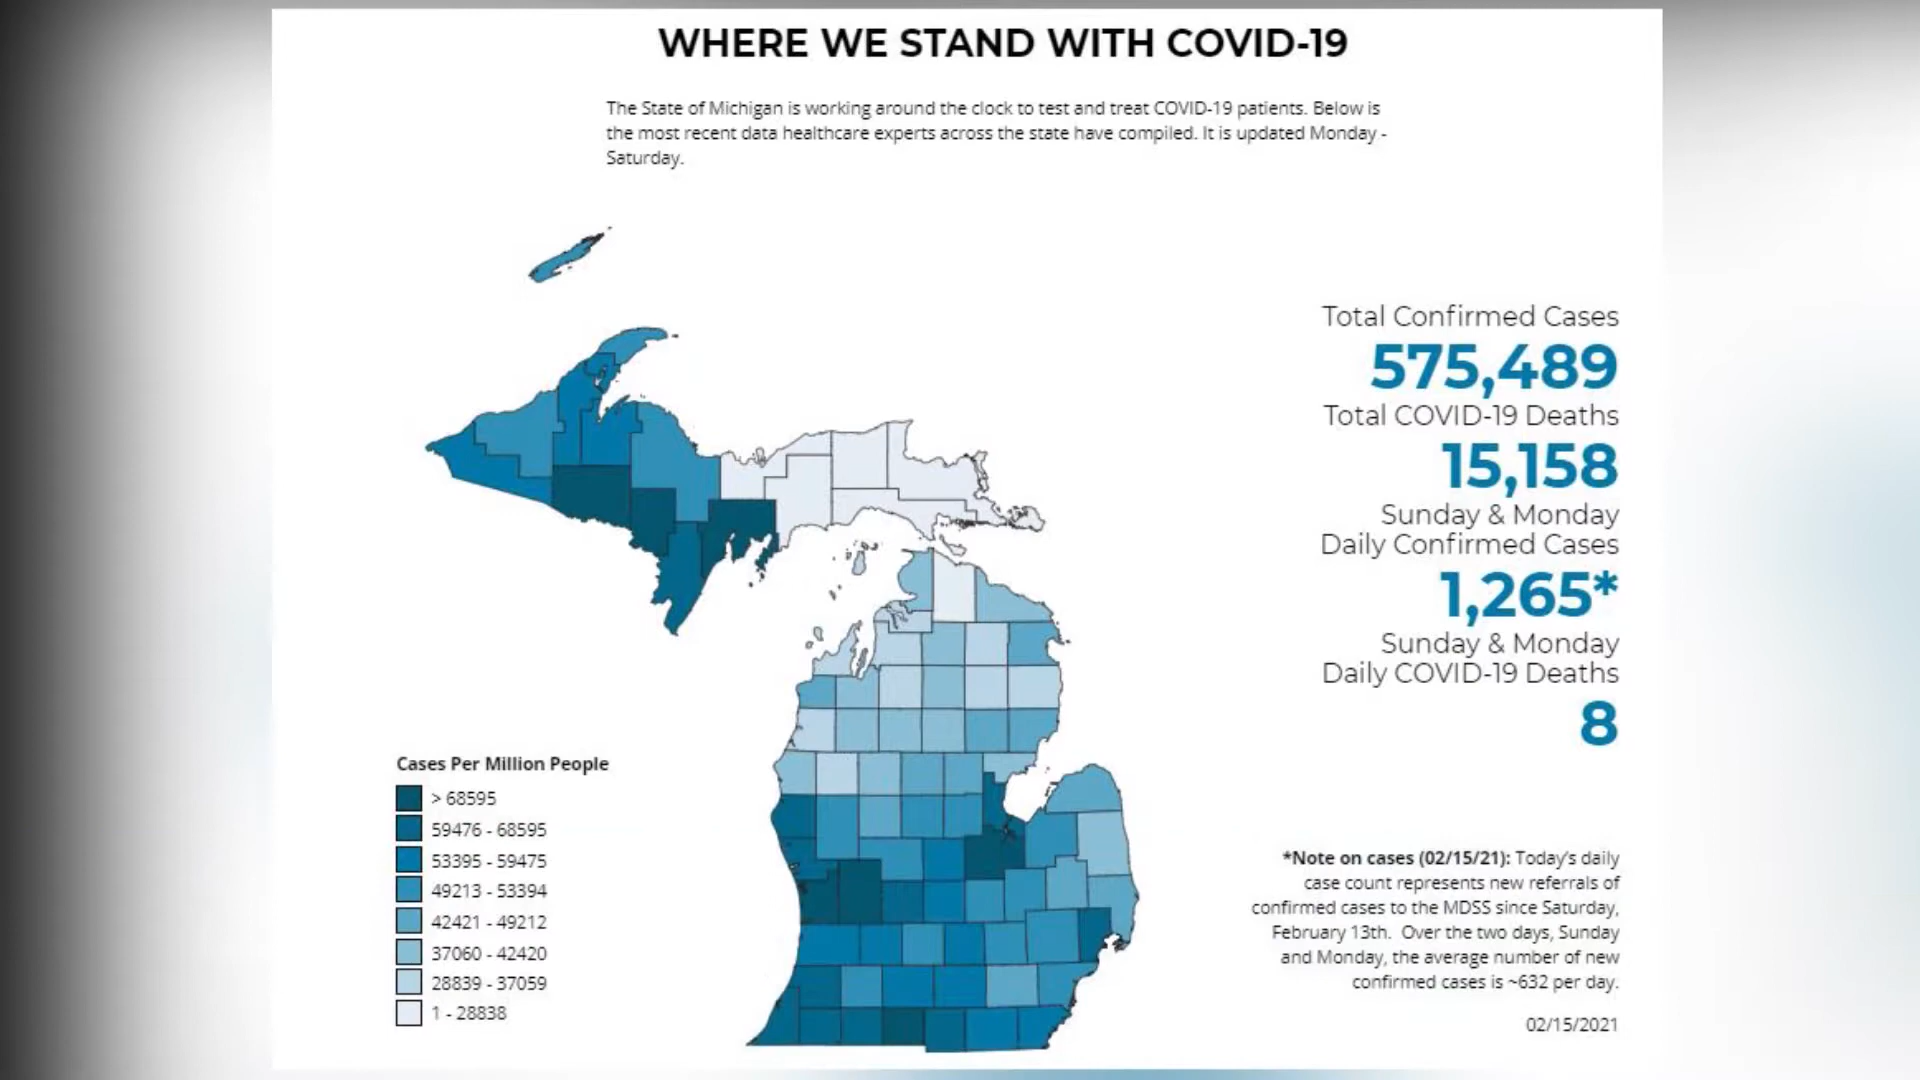 WHERE WE STAND WITH COVID-19
The State of Michigan is working around the clock to test and treat COVID-19 patients. Below is
the most recent data healthcare experts across the state have compiled. It is updated Monday -
Saturday.
Total Confirmed Cases
575,489
Total COVID-19 Deaths
15,158
Sunday & Monday
Daily Confirmed Cases
1,265*
Sunday & Monday
Daily COVID-19 Deaths
8
Cases Per Million People
> 68595
59476 - 68595
53395 - 59475
49213 - 53394
42421 - 49212
37060 - 42420
28839 - 37059
1 - 28838
*Note on cases (02/15/21): Today's daily
case count represents new referrals of
confirmed cases to the MDSS since Saturday,
February 13th. Over the two days, Sunday
and Monday, the average number of new
confirmed cases is ~632 per day.
02/15/2021